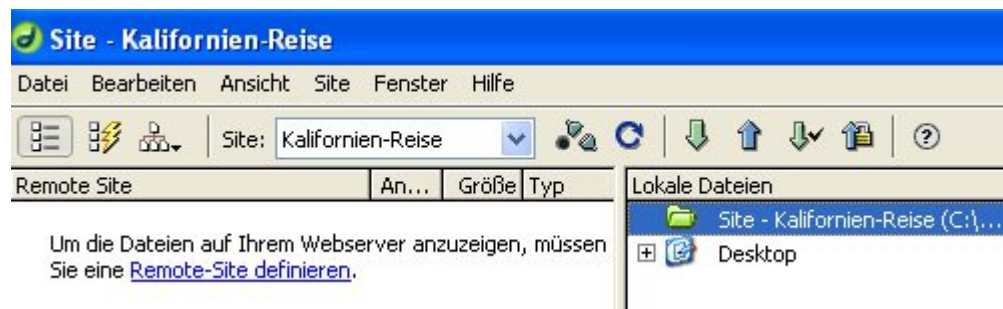 Site - Kalifornien-Reise
Datei Bearbeiten Ansicht Site Fenster Hilfe
Site: Kalifornien-Reise
Remote Site An... Größe Typ Lokale Dateien
Site - Kalifornien-Reise (C:\...
Um die Dateien auf Ihrem Webserver anzuzeigen, müssen
Sie eine Remote-Site definieren.
Desktop